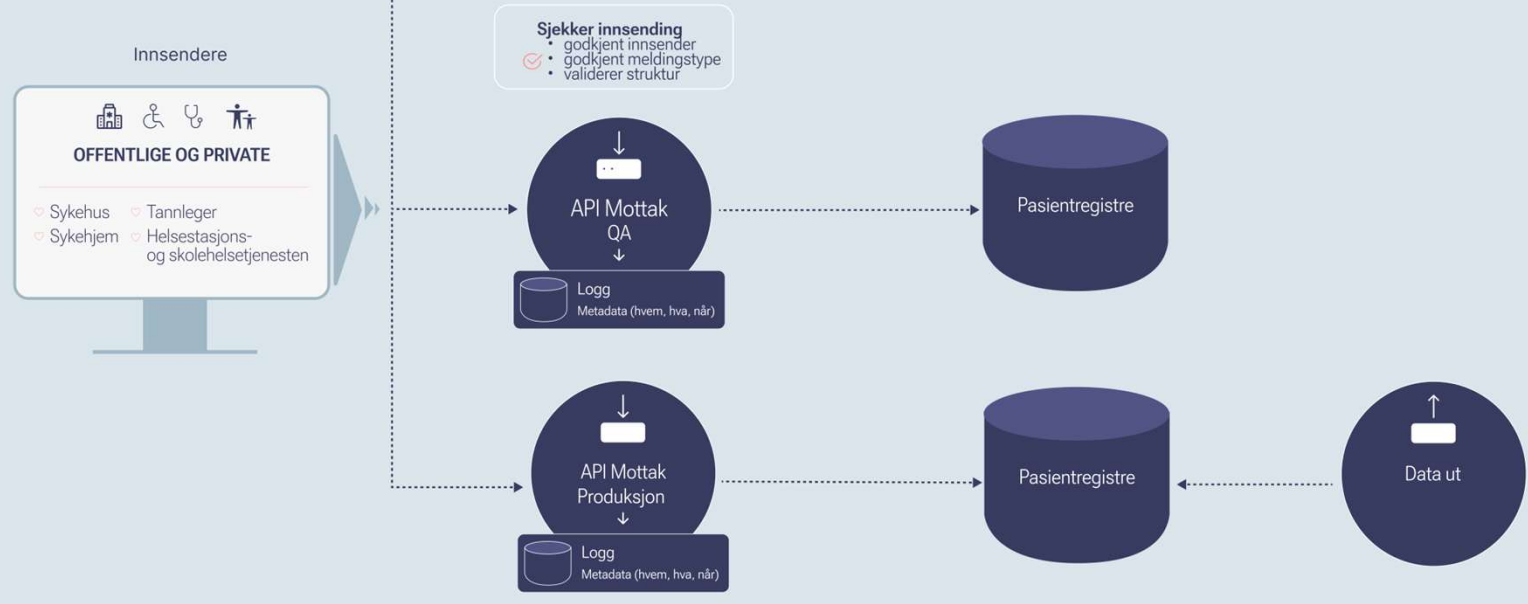 Innsendere
OFFENTLIGE OG PRIVATE
Sykehus
Sykehjem
Tannleger
Helsestasjons-
og skolehelsetjenesten
Sjekker innsending
• godkjent innsender
• godkjent meldingstype
• validerer struktur
API Mottak
QA
Logg
Metadata (hvem, hva, når)
Pasientregistre
API Mottak
Produksjon
Logg
Metadata (hvem, hva, når)
Pasientregistre
Data ut